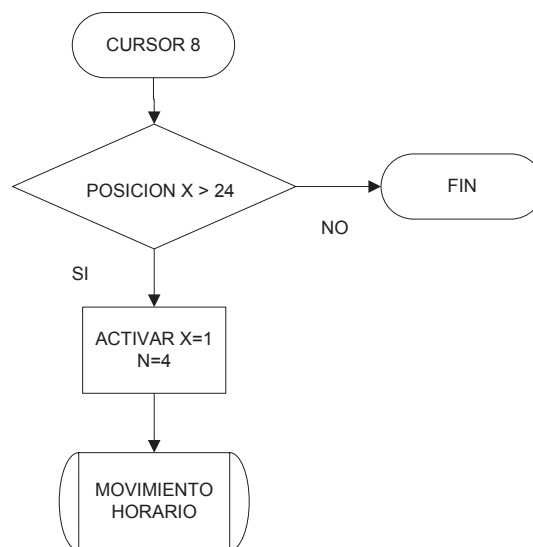 CURSOR 8
POSICION X > 24
FIN
NO
SI
ACTIVAR X=1
N=4
MOVIMIENTO
HORARIO